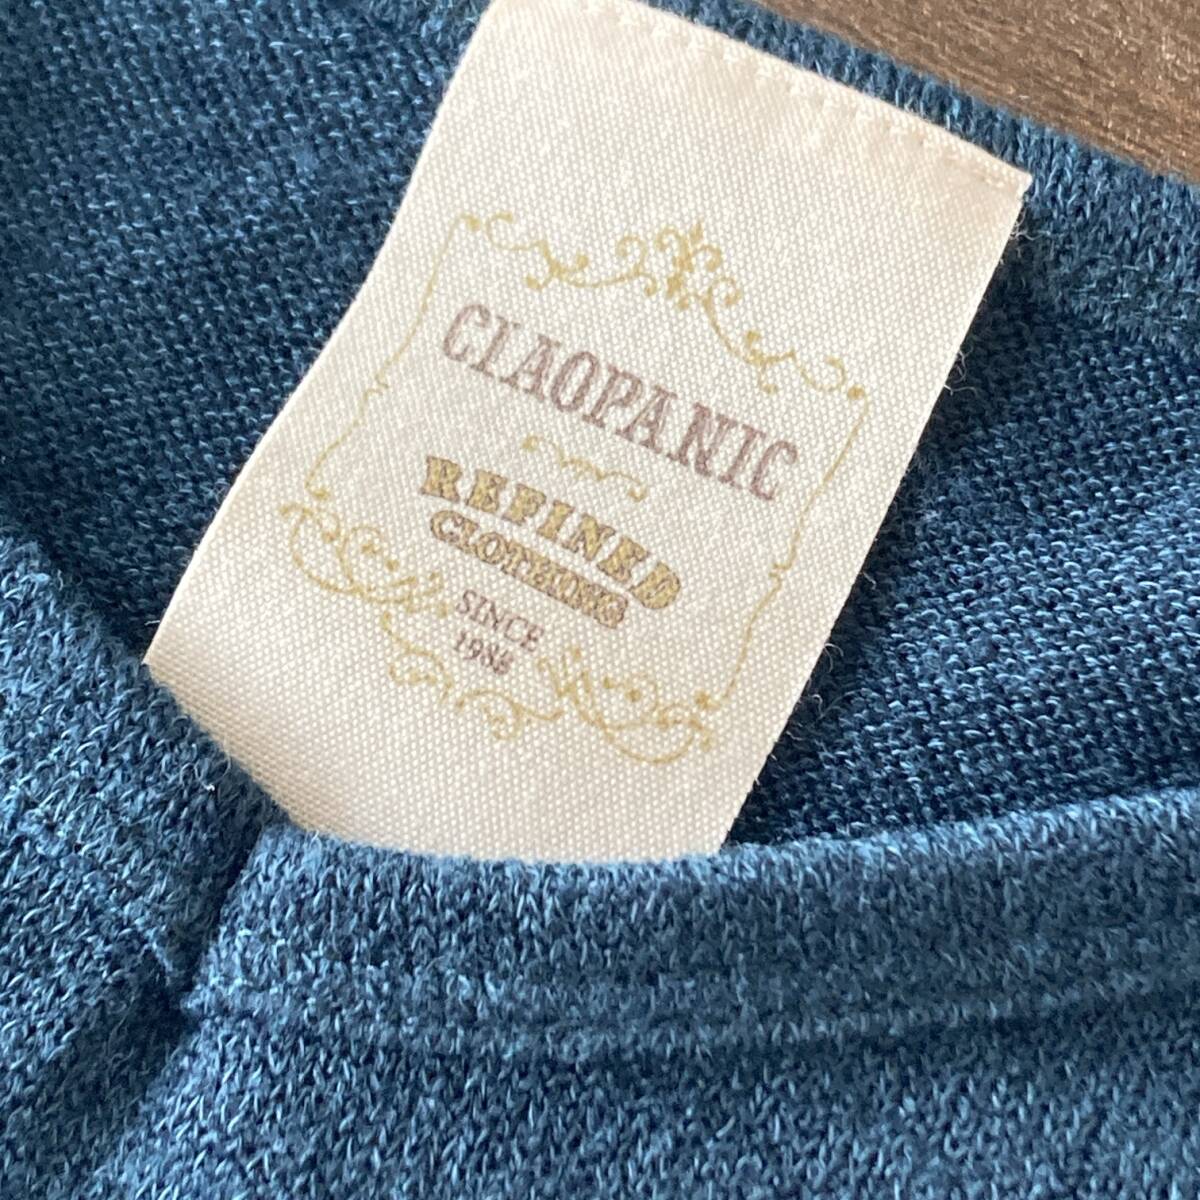 CIAOPANIC
REFINED
CLOTHING
SINCE
1988